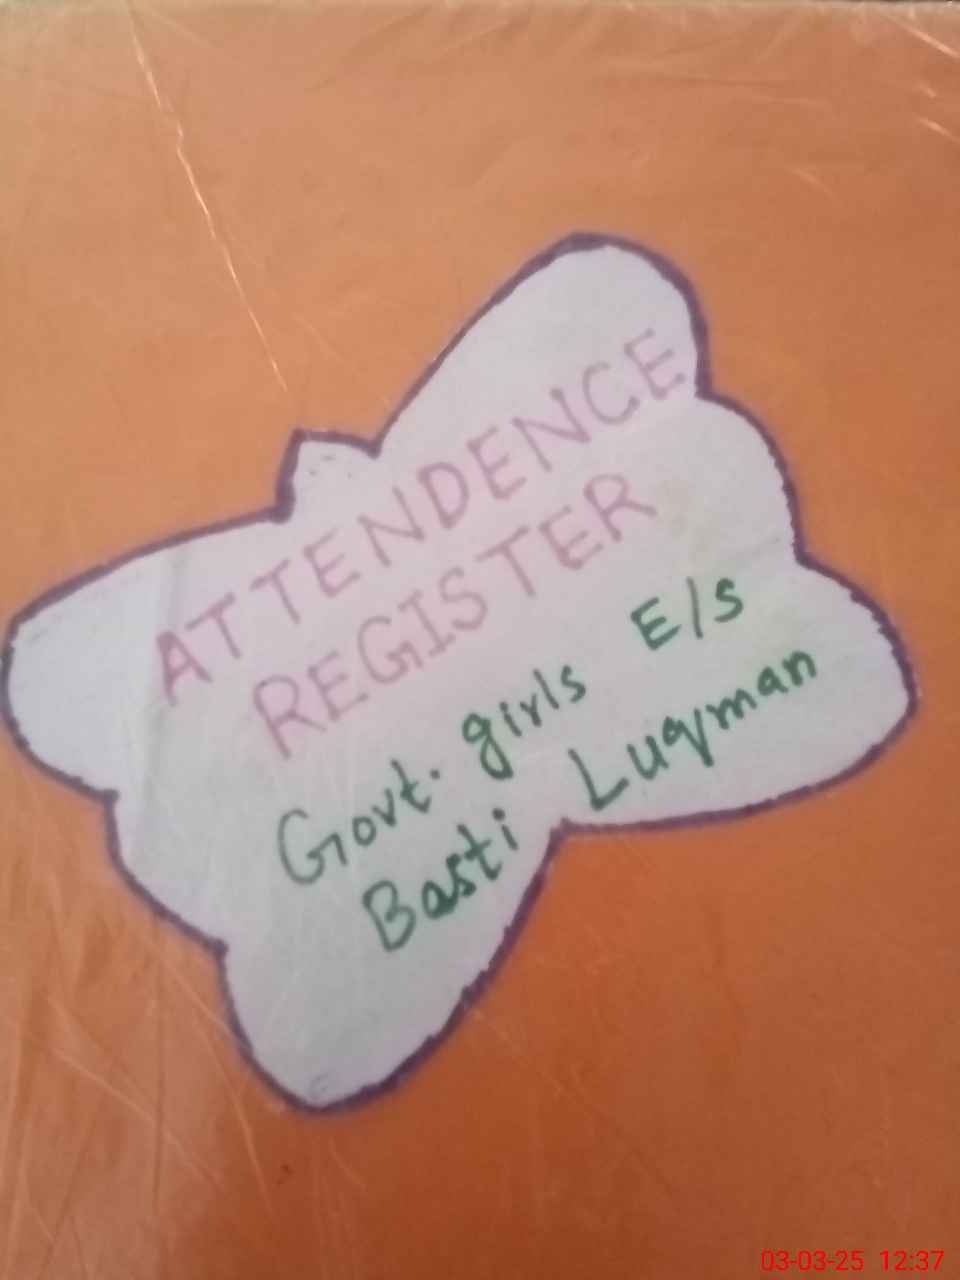 ATTENDENCE
REGISTER
Govt. girls E/S
Basti Luqman
03-03-25 12:37